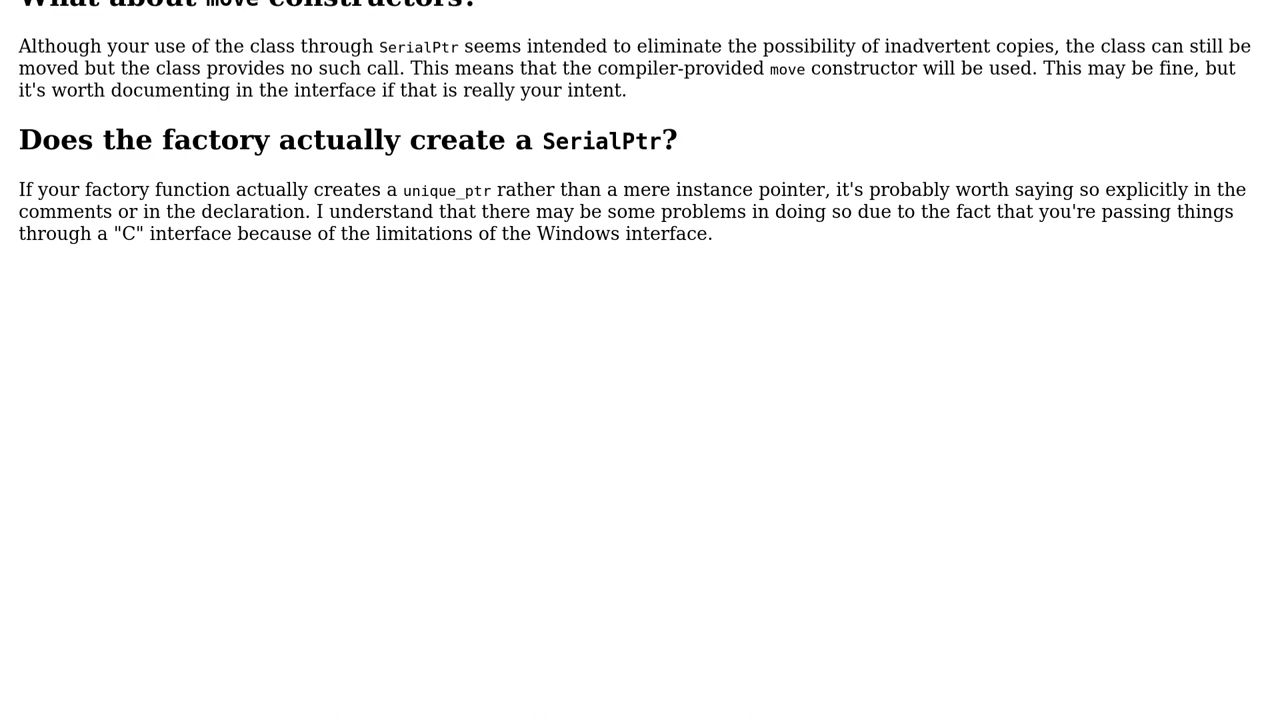 What about move constructors?
Although your use of the class through SerialPtr seems intended to eliminate the possibility of inadvertent copies, the class can still be
moved but the class provides no such call. This means that the compiler-provided move constructor will be used. This may be fine, but
it's worth documenting in the interface if that is really your intent.
Does the factory actually create a SerialPtr?
If your factory function actually creates a unique_ptr rather than a mere instance pointer, it's probably worth saying so explicitly in the
comments or in the declaration. I understand that there may be some problems in doing so due to the fact that you're passing things
through a "C" interface because of the limitations of the Windows interface.